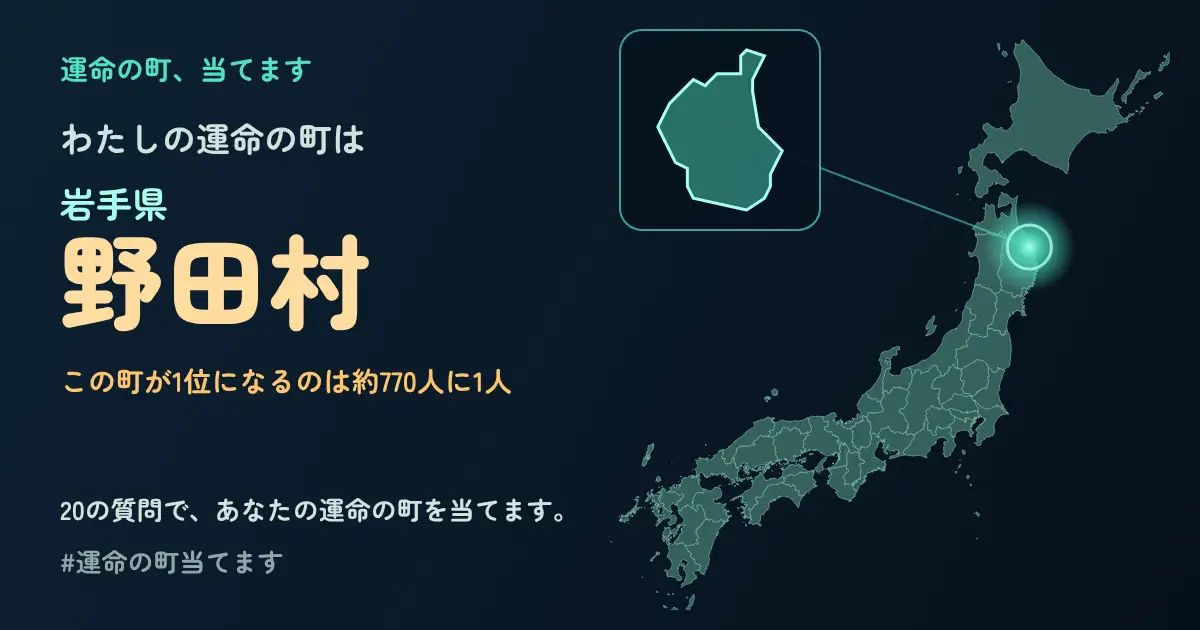 運命の町、当てます
わたしの運命の町は
岩手県
野田村
この町が1位になるのは約770人に1人
20の質問で、あなたの運命の町を当てます。
#運命の町当てます